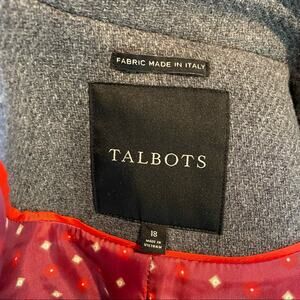 FABRIC MADE IN ITALY
TALBOTS
18
MADE IN
VIETNAM